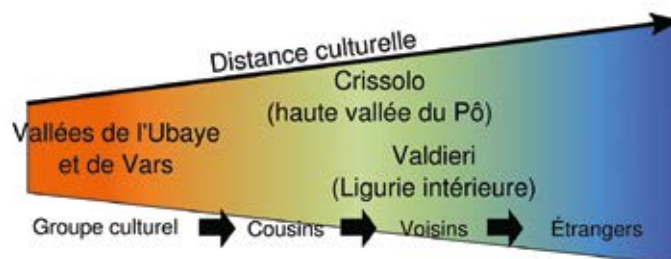 Distance culturelle
Crissolo
(haute vallée du Pô)
Vallées de l'Ubaye
et de Vars
Valdieri
(Ligurie intérieure)
Groupe culturel Cousins Voisins Étrangers